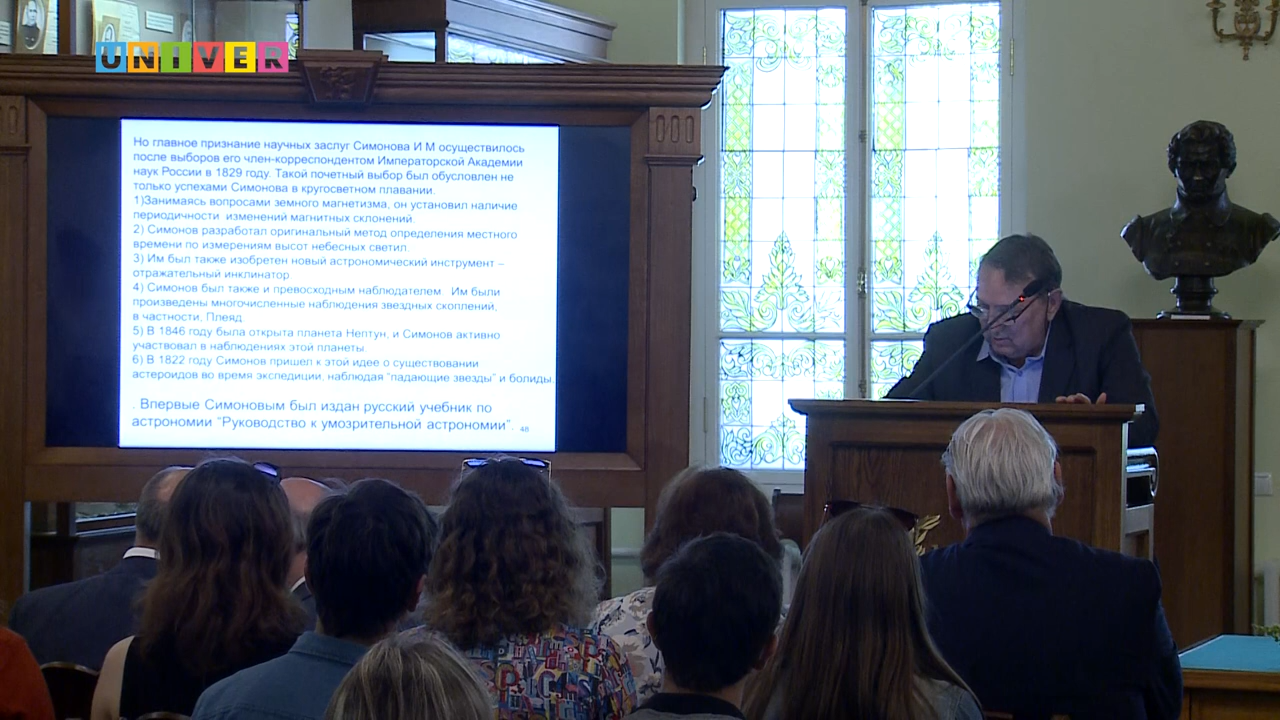 UNIVER
Но главное признание научных заслуг Симонова И М осуществилось
после выборов его член-корреспондентом Императорской Академии
наук России в 1829 году. Такой почетный выбор был обусловлен не
только успехами Симонова в кругосветном плавании.
1)Занимаясь вопросами земного магнетизма, он установил наличие
периодичности изменений магнитных склонений.
2) Симонов разработал оригинальный метод определения местного
времени по измерениям высот небесных светил.
3) Им был также изобретен новый астрономический инструмент –
отражательный инклинатор.
4) Симонов был также и превосходным наблюдателем. Им были
произведены многочисленные наблюдения звездных скоплений,
в частности, Плеяд.
5) В 1846 году была открыта планета Нептун, и Симонов активно
участвовал в наблюдениях этой планеты.
6) В 1822 году Симонов пришел к этой идее о существовании
астероидов во время экспедиции, наблюдая "падающие звезды" и болиды.
. Впервые Симоновым был издан русский учебник по
астрономии "Руководство к умозрительной астрономии". 48